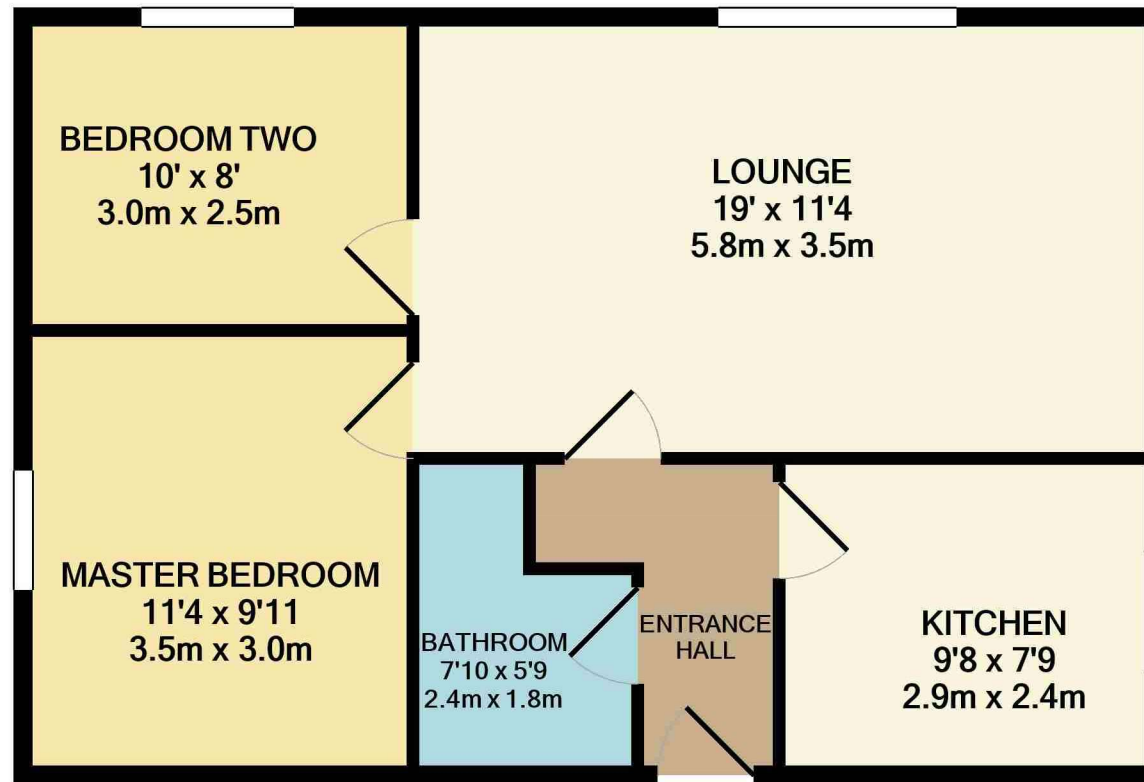 BEDROOM TWO
10' x 8'
3.0m x 2.5m
LOUNGE
19' x 11'4
5.8m x 3.5m
MASTER BEDROOM
11'4 x 9'11
3.5m x 3.0m
BATHROOM
7'10 x 5'9
2.4m x 1.8m
ENTRANCE
HALL
KITCHEN
9'8 x 7'9
2.9m x 2.4m